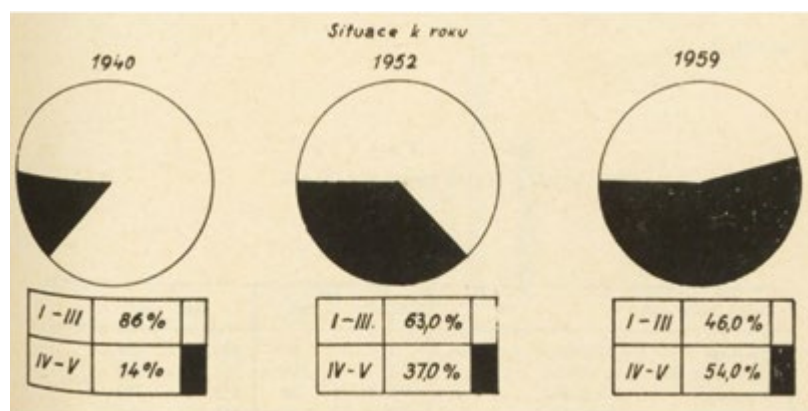 Situace k roku
1940
1952
1959
I-III 86%
IV-V 14%
I-III. 63,0%
IV-V 37,0%
I-III 46,0%
IV-V 54,0%